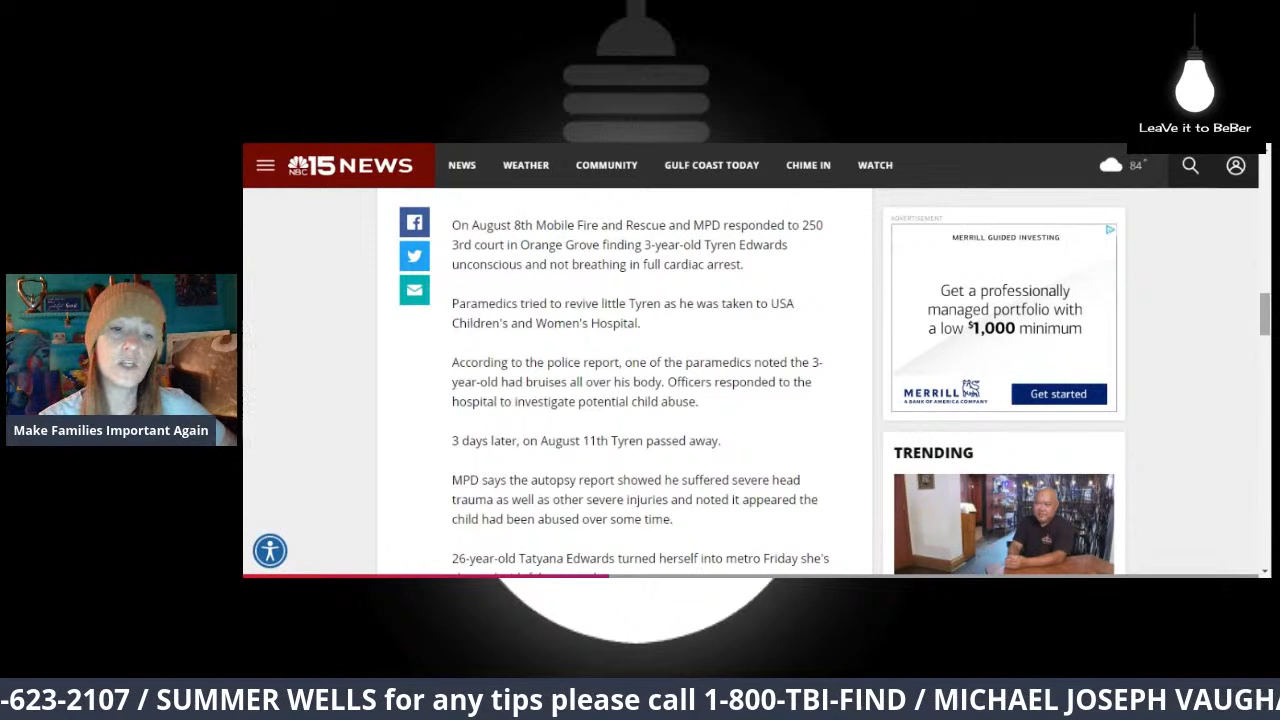 LeaVe it to BeBer
NBC 15 NEWS
NEWS WEATHER COMMUNITY GULF COAST TODAY CHIME IN WATCH
84°
On August 8th Mobile Fire and Rescue and MPD responded to 250
3rd court in Orange Grove finding 3-year-old Tyren Edwards
unconscious and not breathing in full cardiac arrest.
Paramedics tried to revive little Tyren as he was taken to USA
Children's and Women's Hospital.
According to the police report, one of the paramedics noted the 3-
year-old had bruises all over his body. Officers responded to the
hospital to investigate potential child abuse.
3 days later, on August 11th Tyren passed away.
MPD says the autopsy report showed he suffered severe head
trauma as well as other severe injuries and noted it appeared the
child had been abused over some time.
26-year-old Tatyana Edwards turned herself into metro Friday she's
ADVERTISEMENT
MERRILL GUIDED INVESTING
Get a professionally
managed portfolio with
a low $1,000 minimum
MERRILL
A BANK OF AMERICA COMPANY
Get started
TRENDING
Make Families Important Again
-623-2107 / SUMMER WELLS for any tips please call 1-800-TBI-FIND / MICHAEL JOSEPH VAUGHA